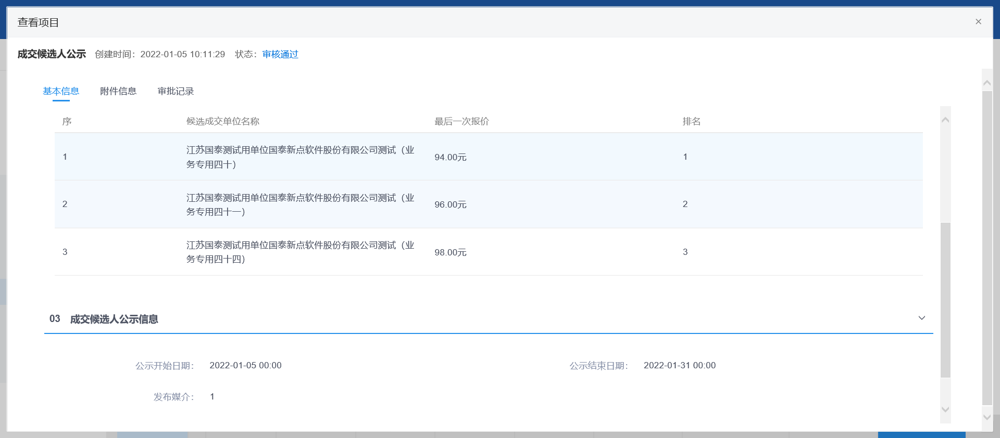 查看项目
成交候选人公示 创建时间：2022-01-05 10:11:29 状态：审核通过
基本信息 附件信息 审批记录
序 候选成交单位名称 最后一次报价 排名
1 江苏国泰测试用单位国泰新点软件股份有限公司测试（业
务专用四十） 94.00元 1
2 江苏国泰测试用单位国泰新点软件股份有限公司测试（业
务专用四十一） 96.00元 2
3 江苏国泰测试用单位国泰新点软件股份有限公司测试（业
务专用四十四） 98.00元 3
03 成交候选人公示信息
公示开始日期： 2022-01-05 00:00 公示结束日期： 2022-01-31 00:00
发布媒介： 1